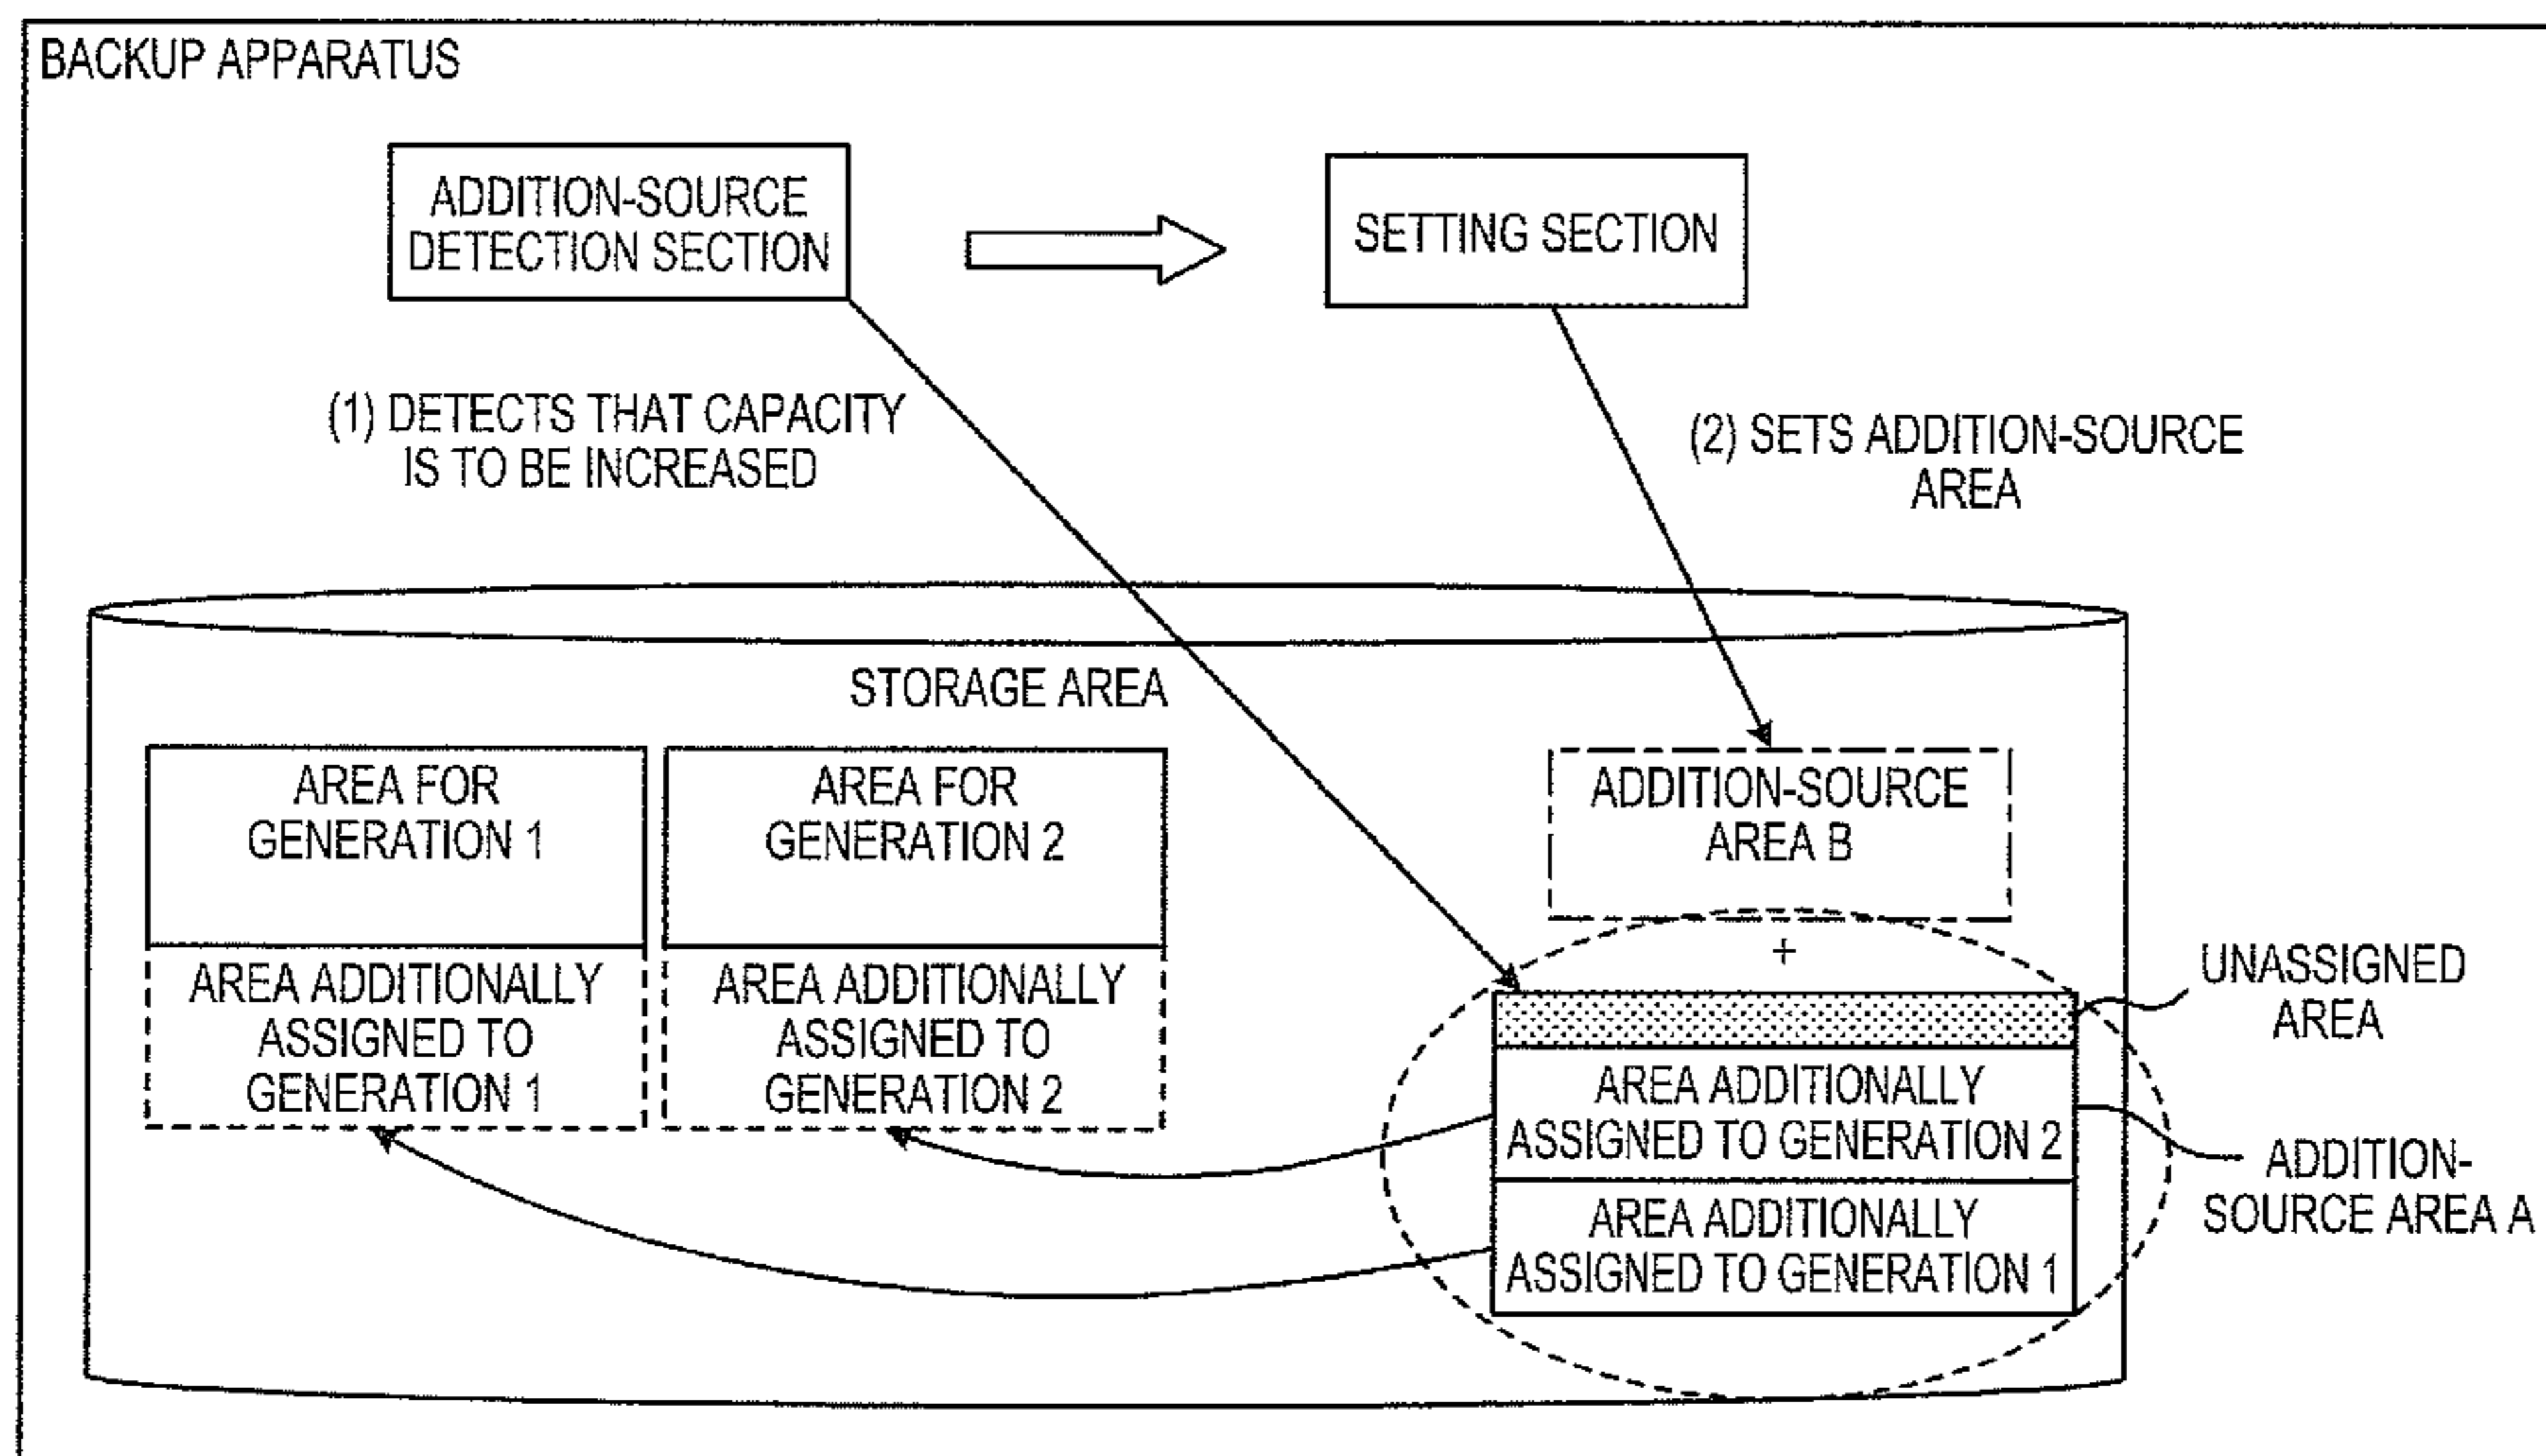 BACKUP APPARATUS
ADDITION-SOURCE
DETECTION SECTION
SETTING SECTION
(1) DETECTS THAT CAPACITY
IS TO BE INCREASED
(2) SETS ADDITION-SOURCE
AREA
STORAGE AREA
AREA FOR
GENERATION 1
AREA FOR
GENERATION 2
ADDITION-SOURCE
AREA B
+
AREA ADDITIONALLY
ASSIGNED TO
GENERATION 1
AREA ADDITIONALLY
ASSIGNED TO
GENERATION 2
UNASSIGNED
AREA
AREA ADDITIONALLY
ASSIGNED TO GENERATION 2
AREA ADDITIONALLY
ASSIGNED TO GENERATION 1
ADDITION-
SOURCE AREA A